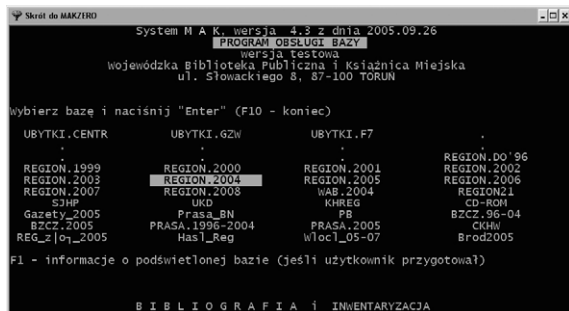 Skrót do MAKZERO
System M A K, wersja 4.3 z dnia 2005.09.26
PROGRAM OBSŁUGI BAZY
wersja testowa
Wojewódzka Biblioteka Publiczna i Książnica Miejska
ul. Słowackiego 8, 87-100 TORUŃ
Wybierz bazę i naciśnij "Enter" (F10 - koniec)
UBYTKI.CENTR UBYTKI.GZW UBYTKI.F7 .
. . . REGION.DO'96
REGION.1999 REGION.2000 REGION.2001 REGION.2002
REGION.2003 REGION.2004 REGION.2005 REGION.2006
REGION.2007 REGION.2008 WAB.2004 REGION21
SJHP UKD KHREG CD-ROM
Gazety_2005 Prasa_BN PB BZCZ.96-04
BZCZ.2005 PRASA.1996-2004 PRASA.2005 CKHW
REG_z|o┐_2005 Hasl_Reg Wlocl_05-07 Brod2005
F1 - informacje o podświetlonej bazie (jeśli użytkownik przygotował)
B I B L I O G R A F I A i INWENTARYZACJA